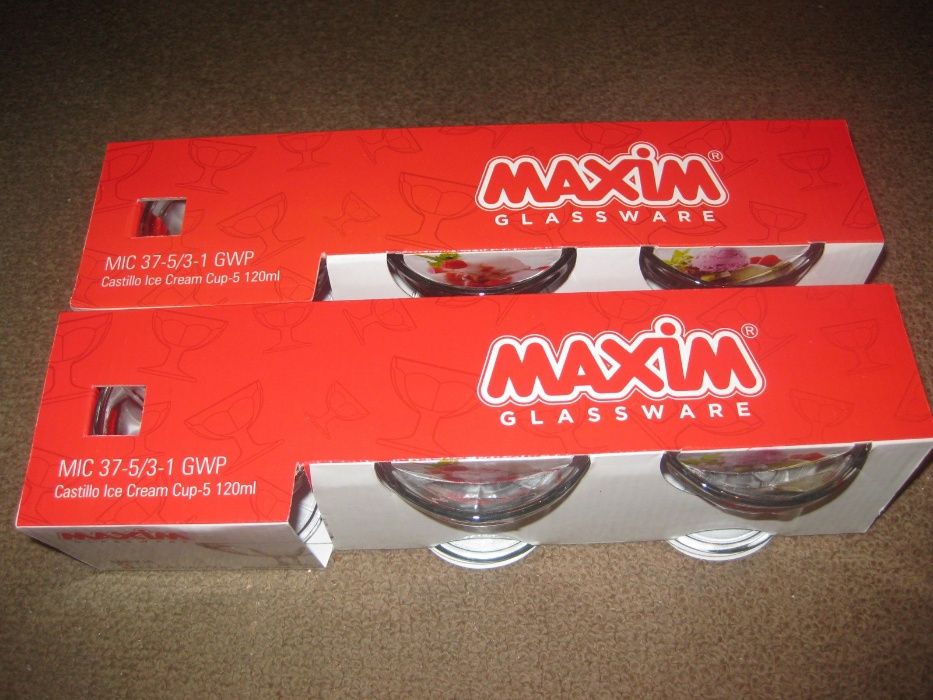 MAXiM®
GLASSWARE
MIC 37-5/3-1 GWP
Castillo Ice Cream Cup-5 120ml
MAXiM®
GLASSWARE
MIC 37-5/3-1 GWP
Castillo Ice Cream Cup-5 120ml
MAXiM